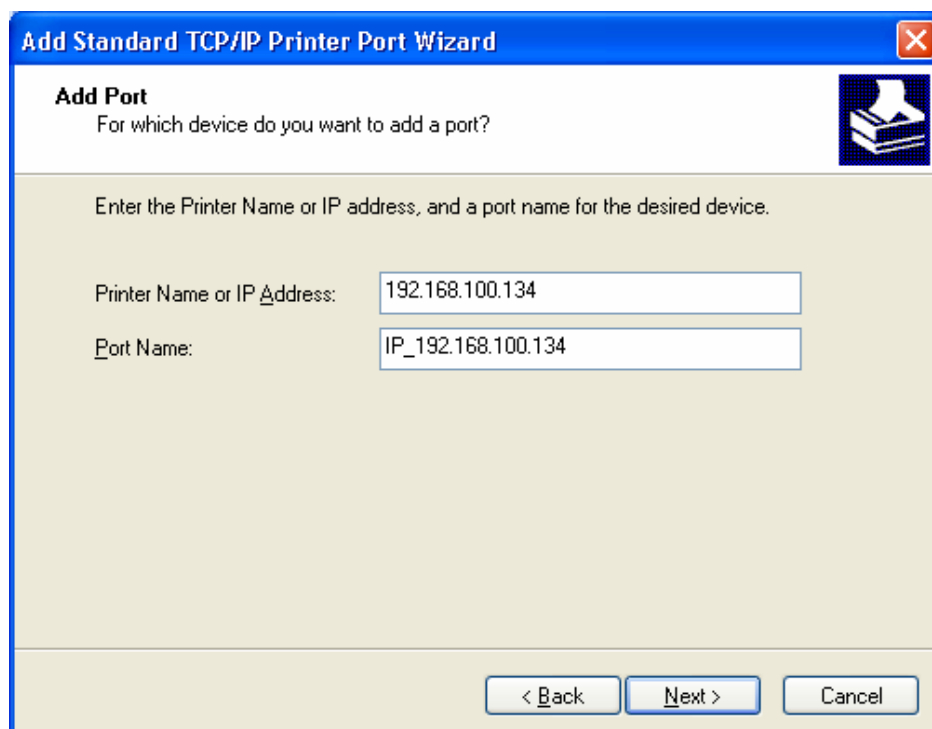 Add Standard TCP/IP Printer Port Wizard
Add Port
For which device do you want to add a port?
Enter the Printer Name or IP address, and a port name for the desired device.
Printer Name or IP Address: 192.168.100.134
Port Name: IP_192.168.100.134
< Back Next > Cancel